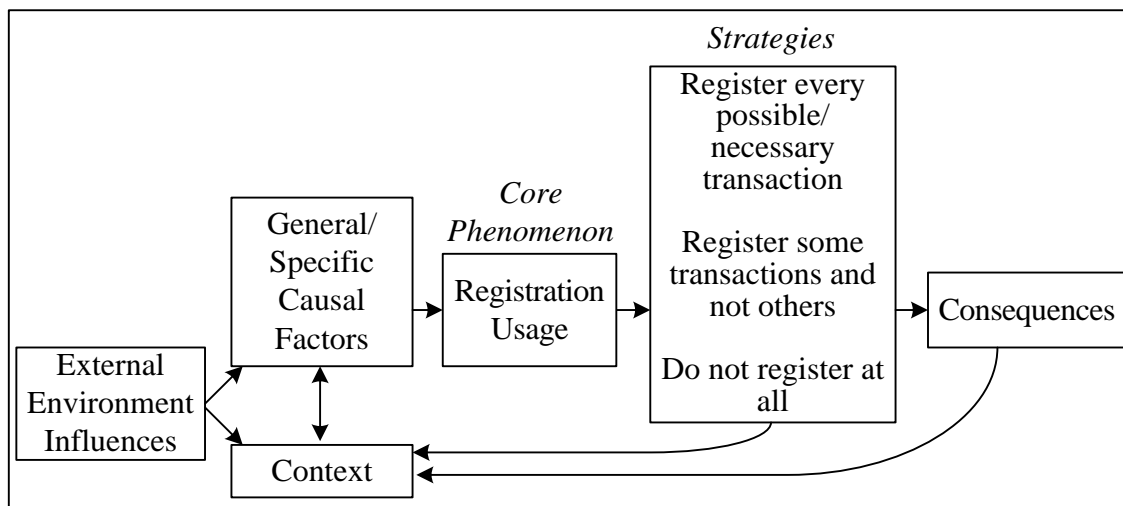 Strategies
Register every
possible/
necessary
transaction
Register some
transactions and
not others
Do not register at
all
Core
Phenomenon
Registration
Usage
General/
Specific
Causal
Factors
External
Environment
Influences
Context
Consequences